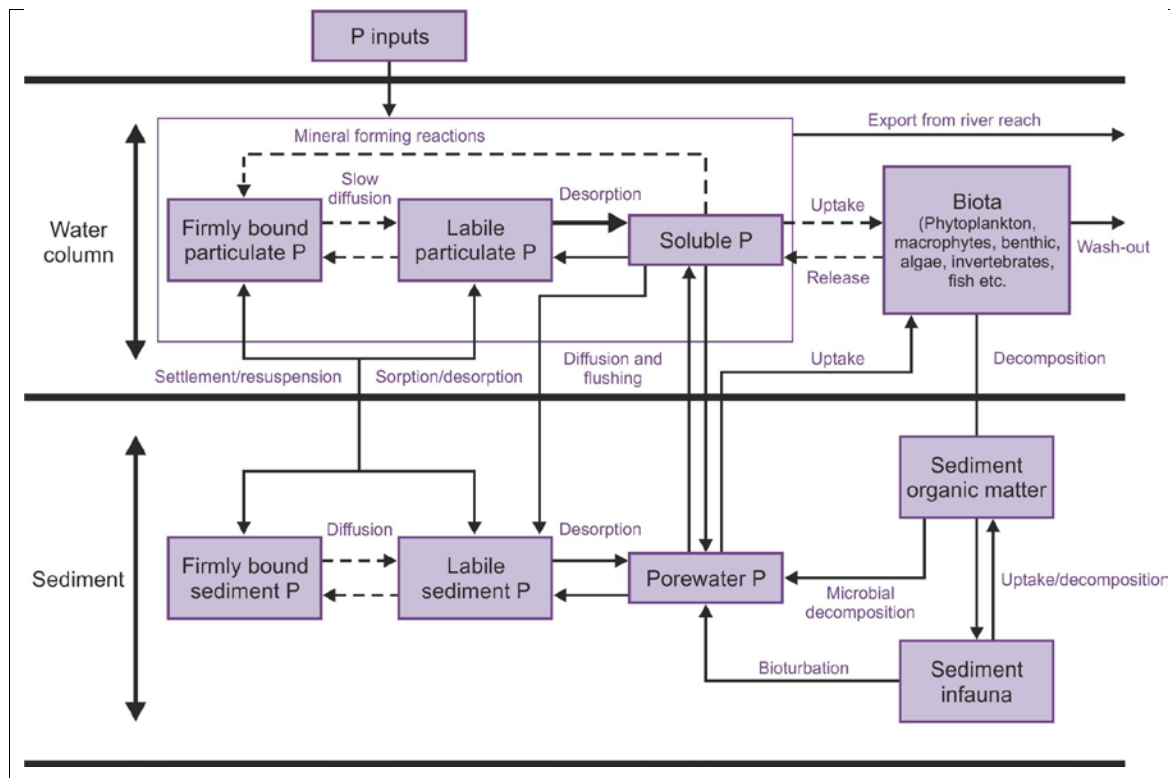 P inputs
Export from river reach
Mineral forming reactions
Slow
diffusion
Desorption
Uptake
Biota
(Phytoplankton,
macrophytes, benthic,
algae, invertebrates,
fish etc.
Wash-out
Water
column
Firmly bound
particulate P
Labile
particulate P
Soluble P
Release
Settlement/resuspension
Sorption/desorption
Diffusion and
flushing
Uptake
Decomposition
Sediment
organic matter
Diffusion
Desorption
Sediment
Firmly bound
sediment P
Labile
sediment P
Porewater P
Microbial
decomposition
Uptake/decomposition
Bioturbation
Sediment
infauna